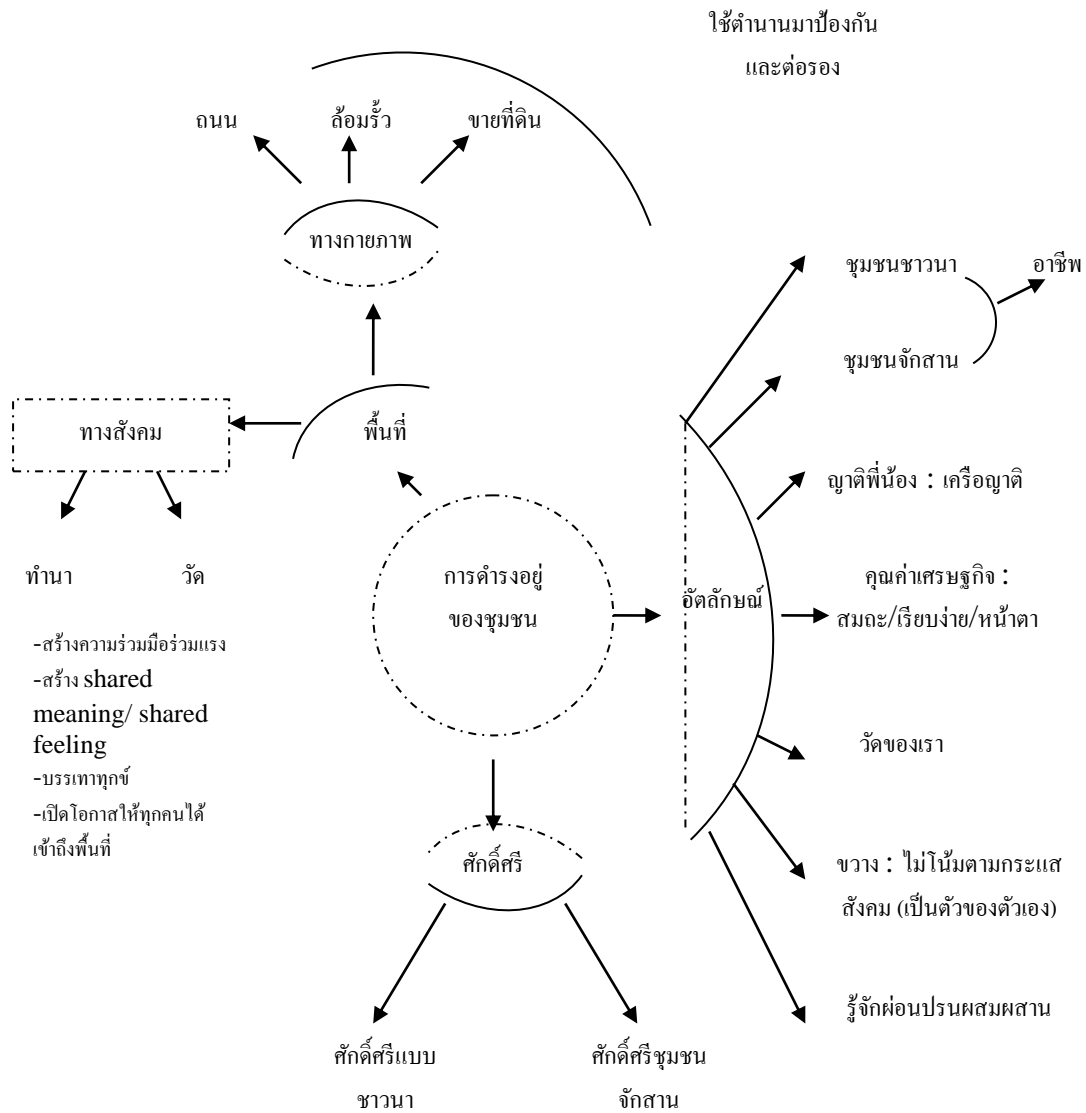 ใช้ตำนานมาป้องกัน
และต่อรอง
ถนน
ล้อมรั้ว
ขายที่ดิน
ทางกายภาพ
ชุมชนชาวนา
อาชีพ
ชุมชนจักสาน
ทางสังคม
พื้นที่
ญาติพี่น้อง : เครือญาติ
ทำนา
วัด
การดำรงอยู่
ของชุมชน
อัตลักษณ์
คุณค่าเศรษฐกิจ :
สมถะ/เรียบง่าย/หน้าตา
-สร้างความร่วมมือร่วมแรง
-สร้าง shared
meaning/ shared
feeling
-บรรเทาทุกข์
-เปิดโอกาสให้ทุกคนได้
เข้าถึงพื้นที่
วัดของเรา
ศักดิ์ศรี
ขวาง : ไม่โน้มตามกระแส
สังคม (เป็นตัวของตัวเอง)
รู้จักผ่อนปรนผสมผสาน
ศักดิ์ศรีแบบ
ชาวนา
ศักดิ์ศรีชุมชน
จักสาน